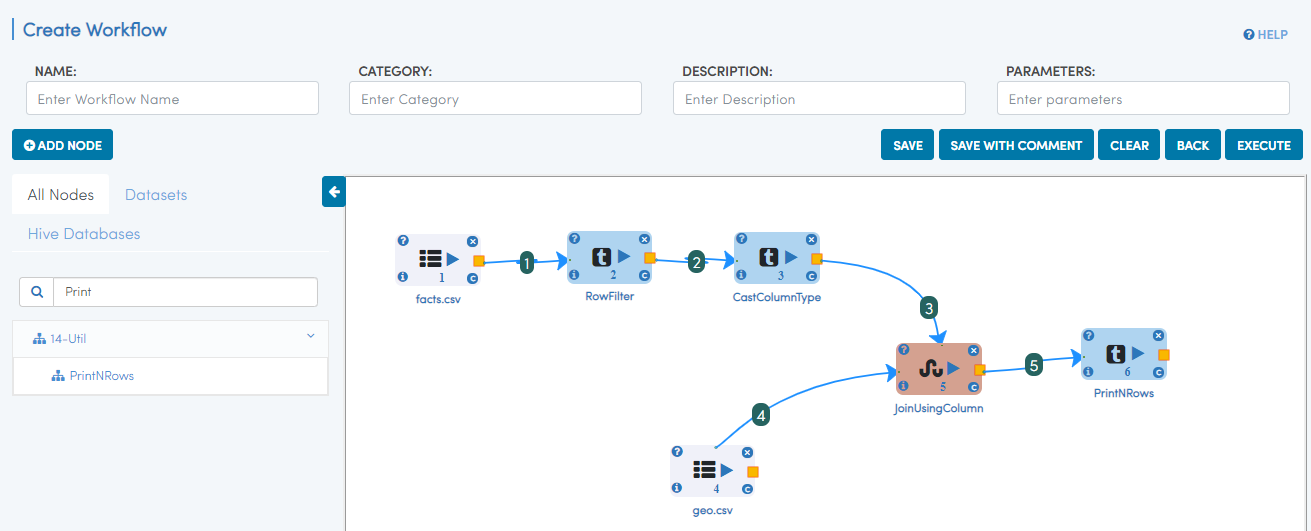 Create Workflow
HELP
NAME:
CATEGORY:
DESCRIPTION:
PARAMETERS:
Enter Workflow Name
Enter Category
Enter Description
Enter parameters
ADD NODE
SAVE
SAVE WITH COMMENT
CLEAR
BACK
EXECUTE
All Nodes
Datasets
Hive Databases
Print
14-Util
PrintNRows
1
facts.csv
1
t
2
RowFilter
2
t
3
CastColumnType
3
5
JoinUsingColumn
4
4
geo.csv
5
t
6
PrintNRows